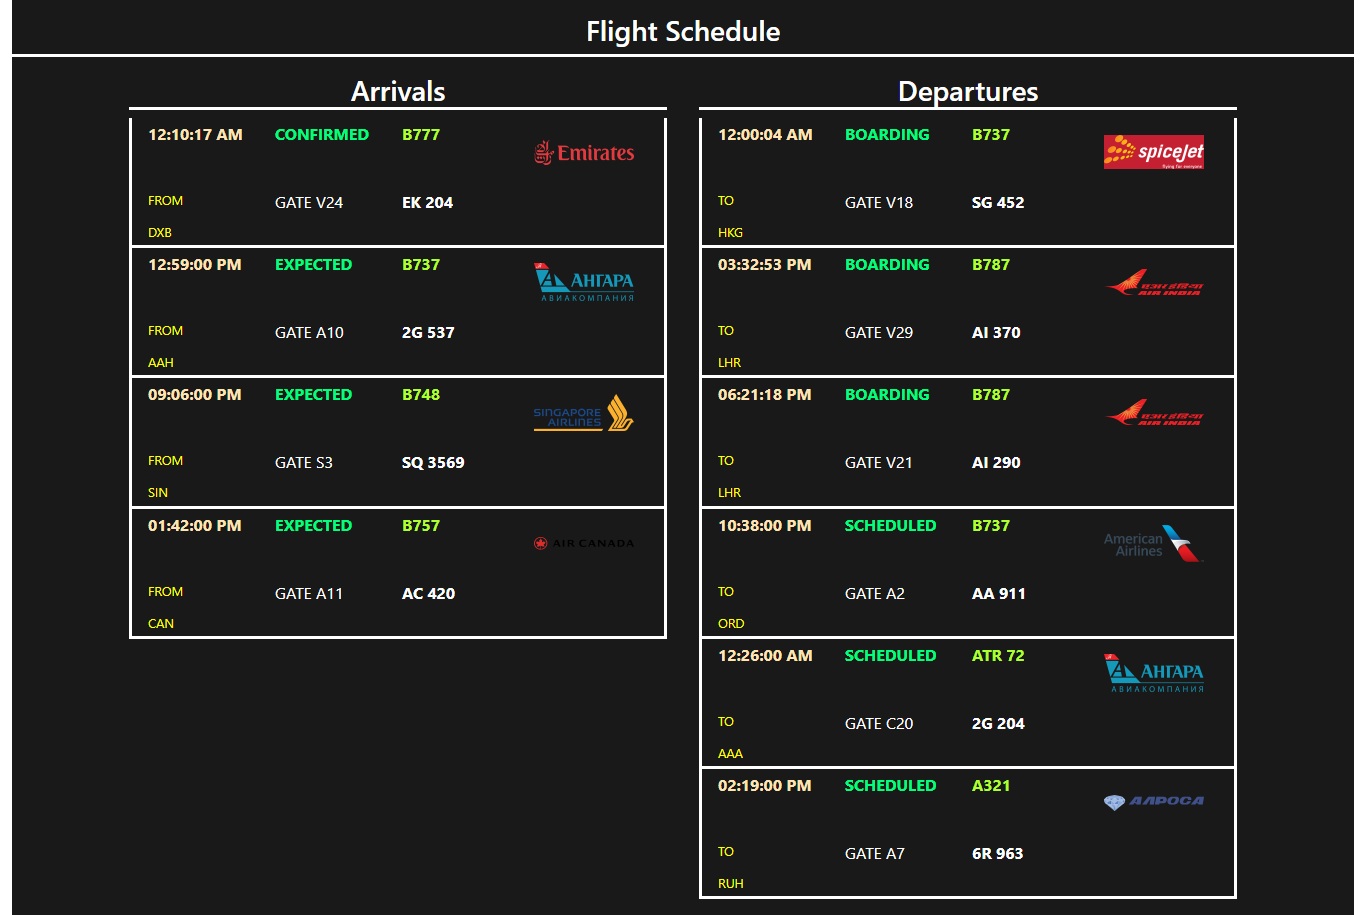 Flight Schedule
Arrivals
12:10:17 AM CONFIRMED B777
Emirates
FROM GATE V24 EK 204
DXB
12:59:00 PM EXPECTED B737
АНГАРА
АВИАКОМПАНИЯ
FROM GATE A10 2G 537
AAH
09:06:00 PM EXPECTED B748
SINGAPORE
AIRLINES
FROM GATE S3 SQ 3569
SIN
01:42:00 PM EXPECTED B757
AIR CANADA
FROM GATE A11 AC 420
CAN
Departures
12:00:04 AM BOARDING B737
spiceJet
flying for everyone
TO GATE V18 SG 452
HKG
03:32:53 PM BOARDING B787
एअर इंडिया
AIR INDIA
TO GATE V29 AI 370
LHR
06:21:18 PM BOARDING B787
एअर इंडिया
AIR INDIA
TO GATE V21 AI 290
LHR
10:38:00 PM SCHEDULED B737
American
Airlines
TO GATE A2 AA 911
ORD
12:26:00 AM SCHEDULED ATR 72
АНГАРА
АВИАКОМПАНИЯ
TO GATE C20 2G 204
AAA
02:19:00 PM SCHEDULED A321
АЛРОСА
TO GATE A7 6R 963
RUH